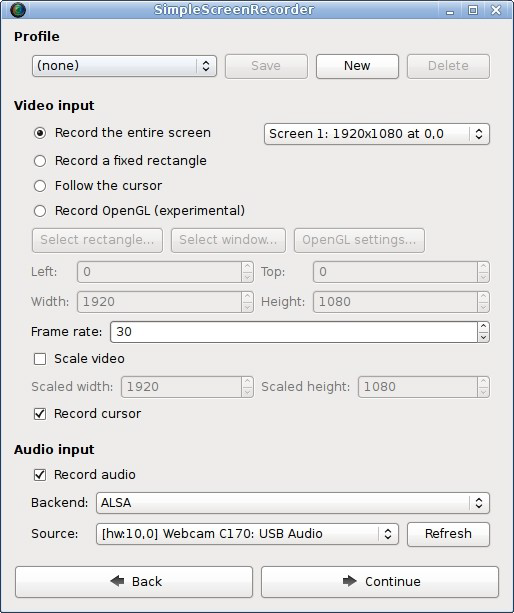 SimpleScreenRecorder
Profile
(none) Save New Delete
Video input
Record the entire screen Screen 1: 1920x1080 at 0,0
Record a fixed rectangle
Follow the cursor
Record OpenGL (experimental)
Select rectangle... Select window... OpenGL settings...
Left: 0 Top: 0
Width: 1920 Height: 1080
Frame rate: 30
Scale video
Scaled width: 1920 Scaled height: 1080
Record cursor
Audio input
Record audio
Backend: ALSA
Source: [hw:10,0] Webcam C170: USB Audio Refresh
Back Continue